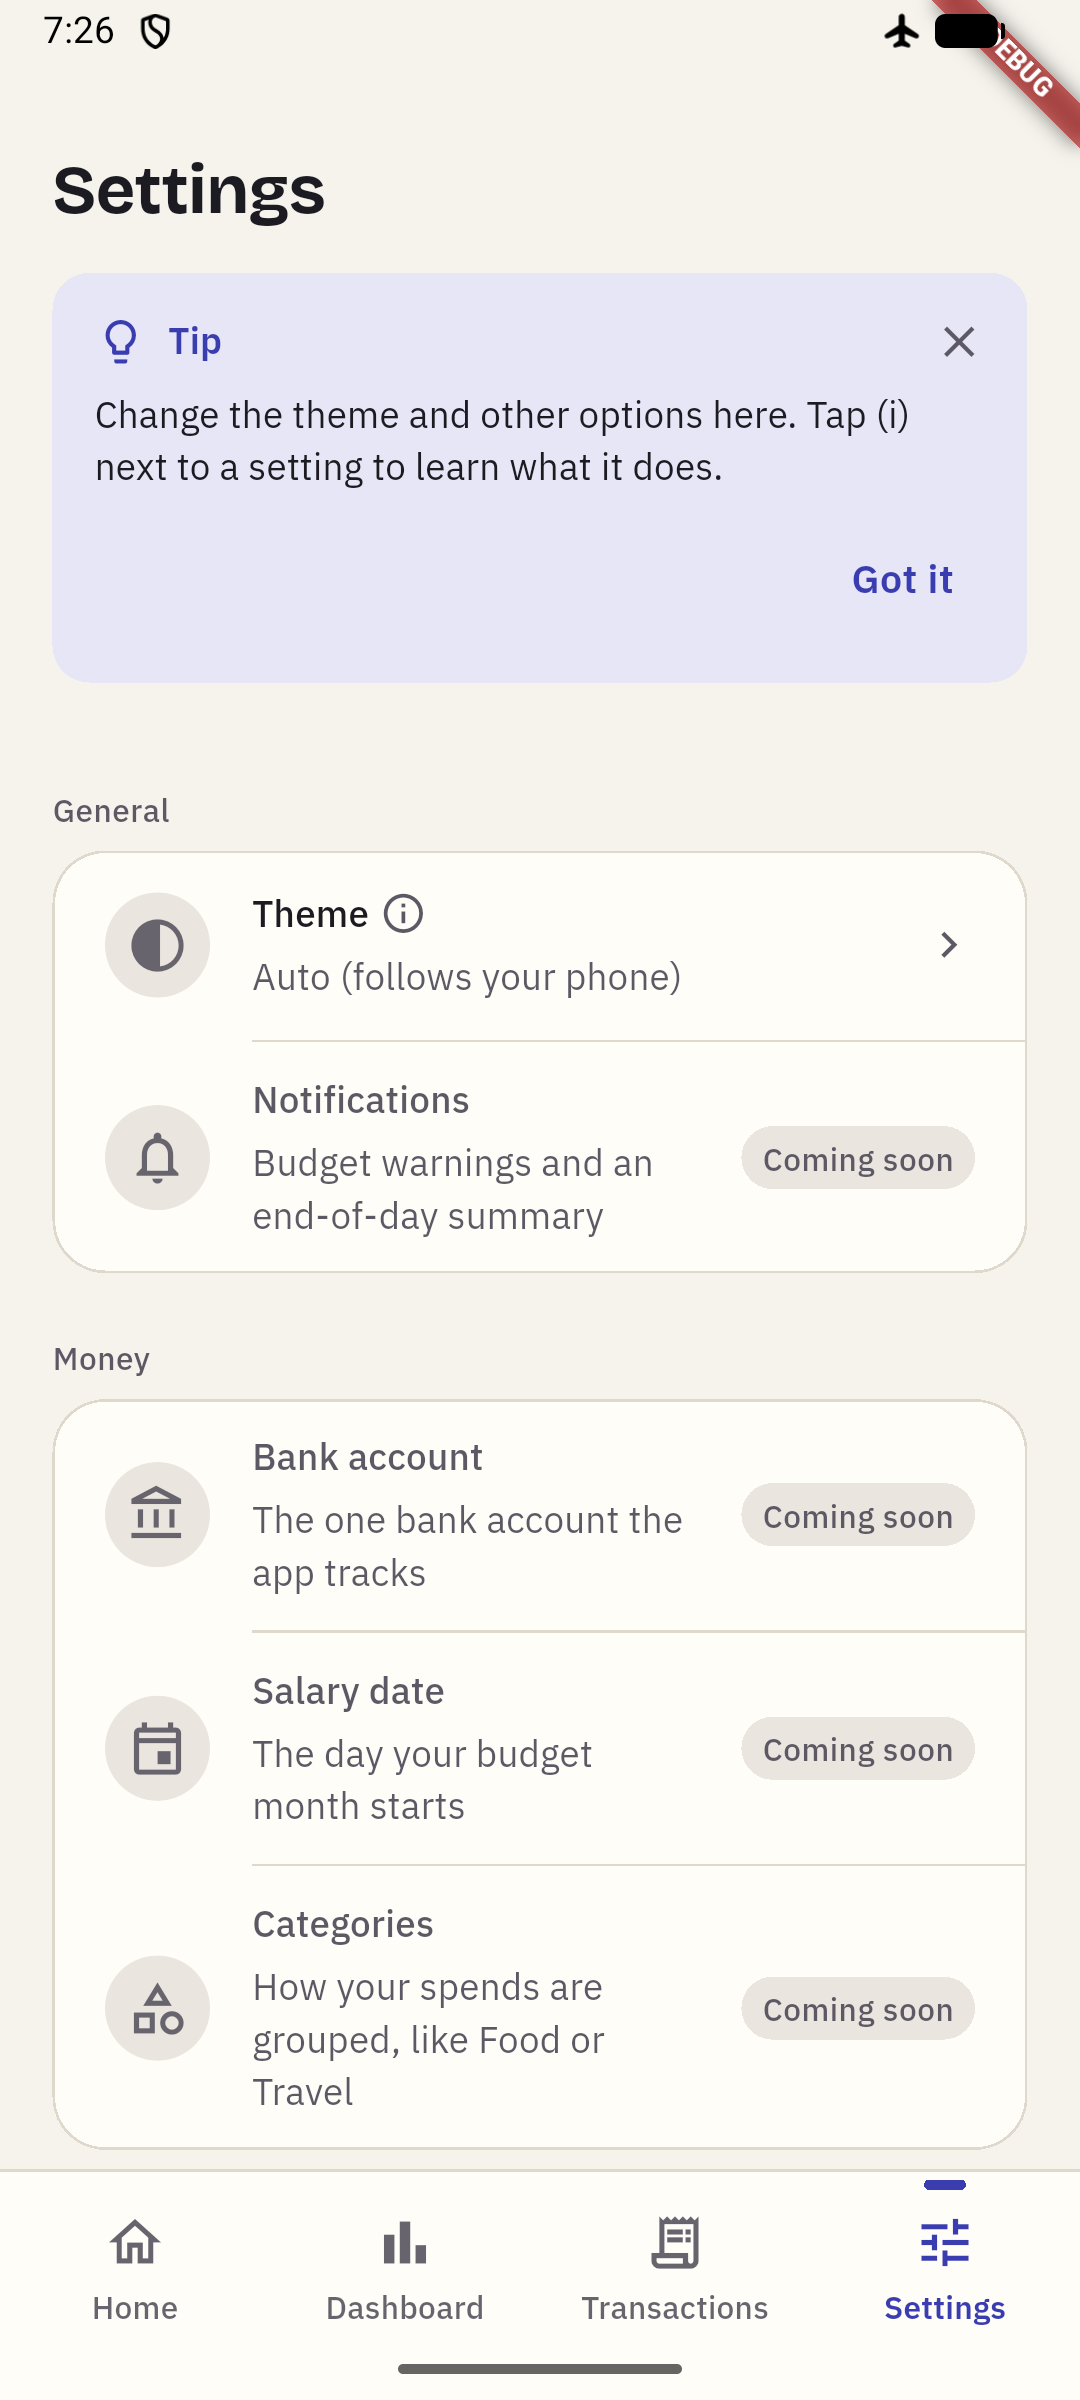 7:26
EBUG
Settings
Tip
Change the theme and other options here. Tap (i)
next to a setting to learn what it does.
Got it
General
Theme
Auto (follows your phone)
Notifications
Budget warnings and an
end-of-day summary
Coming soon
Money
Bank account
The one bank account the
app tracks
Coming soon
Salary date
The day your budget
month starts
Coming soon
Categories
How your spends are
grouped, like Food or
Travel
Coming soon
Home
Dashboard
Transactions
Settings